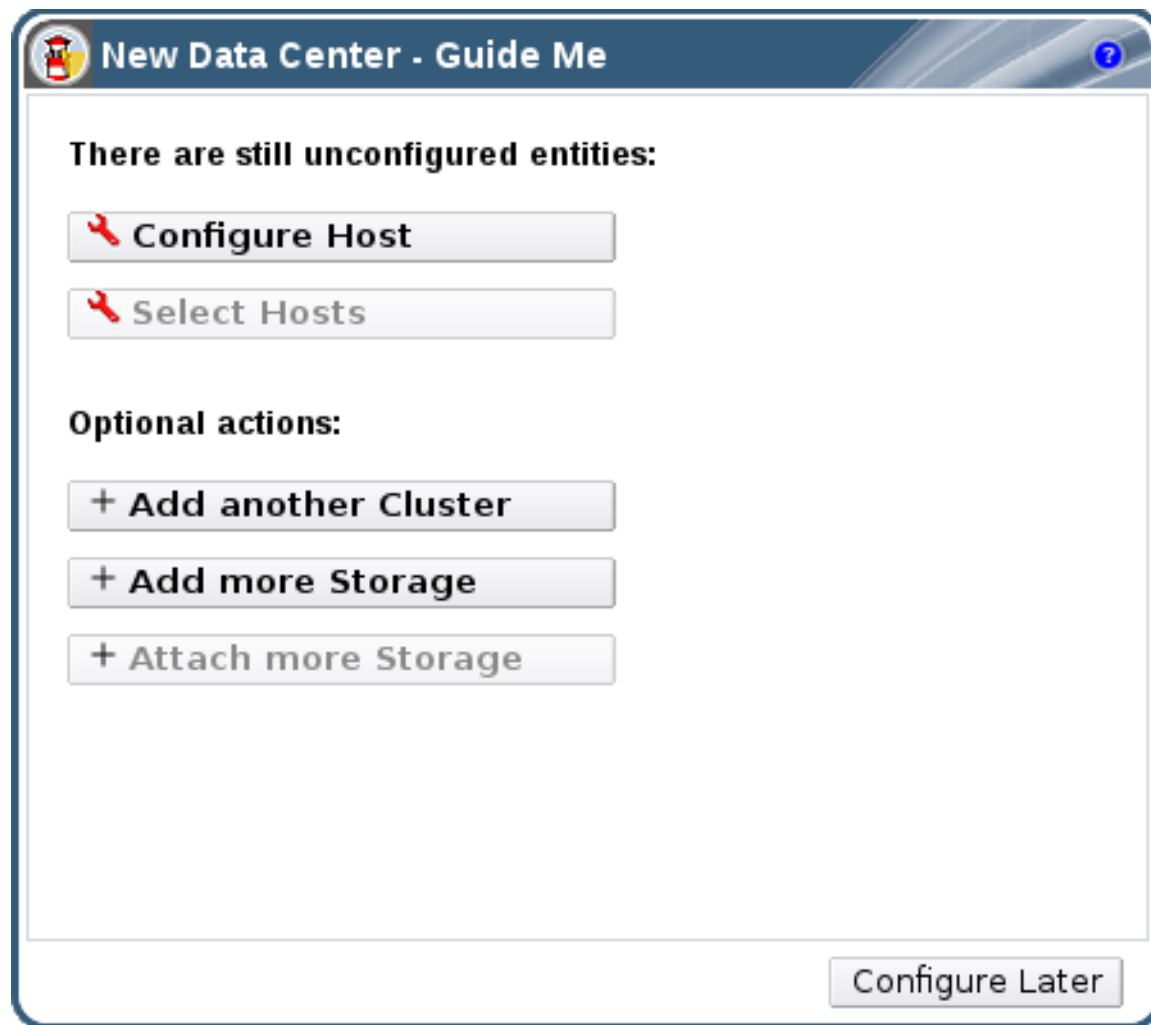 New Data Center - Guide Me
?
There are still unconfigured entities:
Configure Host
Select Hosts
Optional actions:
+ Add another Cluster
+ Add more Storage
+ Attach more Storage
Configure Later